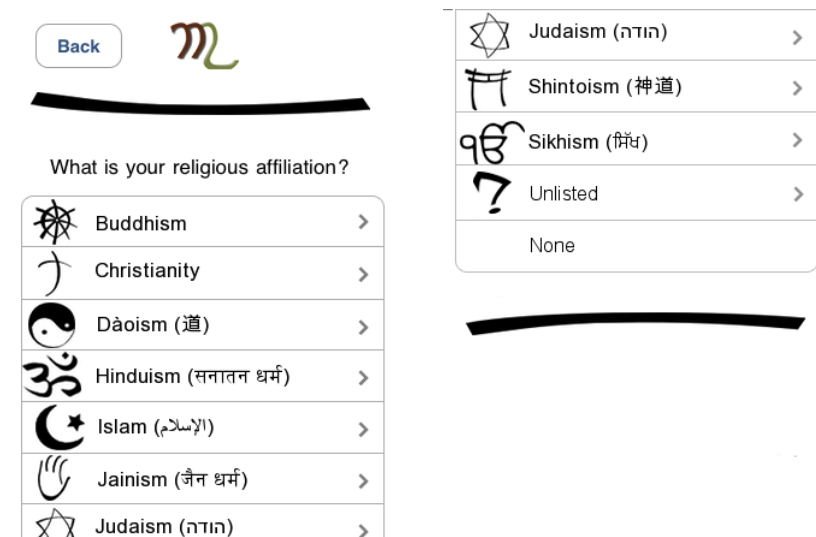 Back
What is your religious affiliation?
Buddhism
Christianity
Dàoism (道)
Hinduism (सनातन धर्म)
Islam (الإسلام)
Jainism (जैन धर्म)
Judaism (הודה)
Judaism (הודה)
Shintoism (神道)
Sikhism (ਸਿੱਖ)
Unlisted
None